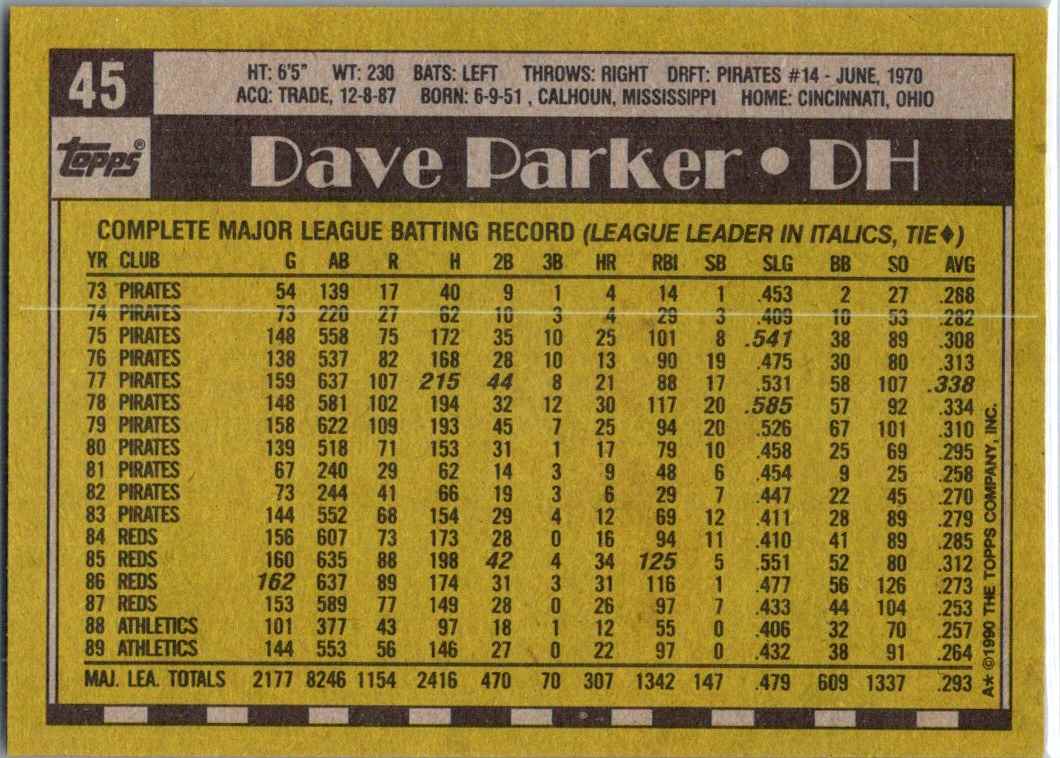 45
HT: 6'5" WT: 230 BATS: LEFT THROWS: RIGHT DRFT: PIRATES #14 - JUNE, 1970
ACQ: TRADE, 12-8-87 BORN: 6-9-51 , CALHOUN, MISSISSIPPI HOME: CINCINNATI, OHIO
topps®
Dave Parker • DH
COMPLETE MAJOR LEAGUE BATTING RECORD (LEAGUE LEADER IN ITALICS, TIE♦)
YR CLUB G AB R H 2B 3B HR RBI SB SLG BB SO AVG
73 PIRATES 54 139 17 40 9 1 4 14 1 .453 2 27 .288
74 PIRATES 73 220 27 62 10 3 4 29 3 .409 10 53 .282
75 PIRATES 148 558 75 172 35 10 25 101 8 .541 38 89 .308
76 PIRATES 138 537 82 168 28 10 13 90 19 .475 30 80 .313
77 PIRATES 159 637 107 215 44 8 21 88 17 .531 58 107 .338
78 PIRATES 148 581 102 194 32 12 30 117 20 .585 57 92 .334
79 PIRATES 158 622 109 193 45 7 25 94 20 .526 67 101 .310
80 PIRATES 139 518 71 153 31 1 17 79 10 .458 25 69 .295
81 PIRATES 67 240 29 62 14 3 9 48 6 .454 9 25 .258
82 PIRATES 73 244 41 66 19 3 6 29 7 .447 22 45 .270
83 PIRATES 144 552 68 154 29 4 12 69 12 .411 28 89 .279
84 REDS 156 607 73 173 28 0 16 94 11 .410 41 89 .285
85 REDS 160 635 88 198 42 4 34 125 5 .551 52 80 .312
86 REDS 162 637 89 174 31 3 31 116 1 .477 56 126 .273
87 REDS 153 589 77 149 28 0 26 97 7 .433 44 104 .253
88 ATHLETICS 101 377 43 97 18 1 12 55 0 .406 32 70 .257
89 ATHLETICS 144 553 56 146 27 0 22 97 0 .432 38 91 .264
MAJ. LEA. TOTALS 2177 8246 1154 2416 470 70 307 1342 147 .479 609 1337 .293
A★ ©1990 THE TOPPS COMPANY, INC.